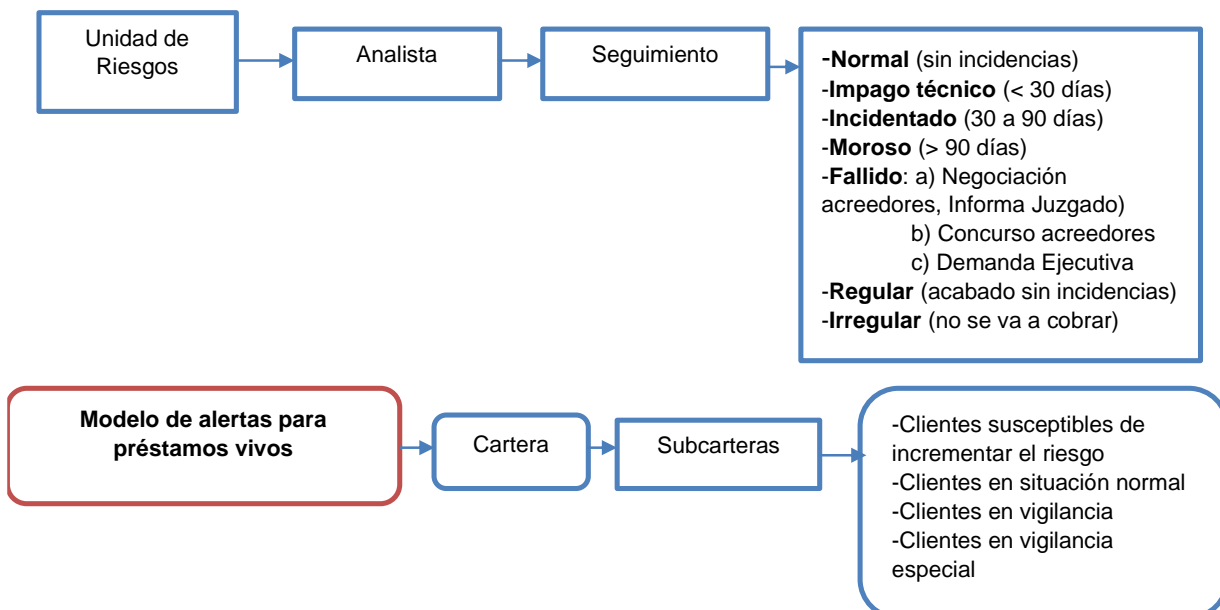 Unidad de
Riesgos
Analista
Seguimiento
-Normal (sin incidencias)
-Impago técnico (< 30 días)
-Incidentado (30 a 90 días)
-Moroso (> 90 días)
-Fallido: a) Negociación
acreedores, Informa Juzgado)
b) Concurso acreedores
c) Demanda Ejecutiva
-Regular (acabado sin incidencias)
-Irregular (no se va a cobrar)
Modelo de alertas para
préstamos vivos
Cartera
Subcarteras
-Clientes susceptibles de
incrementar el riesgo
-Clientes en situación normal
-Clientes en vigilancia
-Clientes en vigilancia
especial